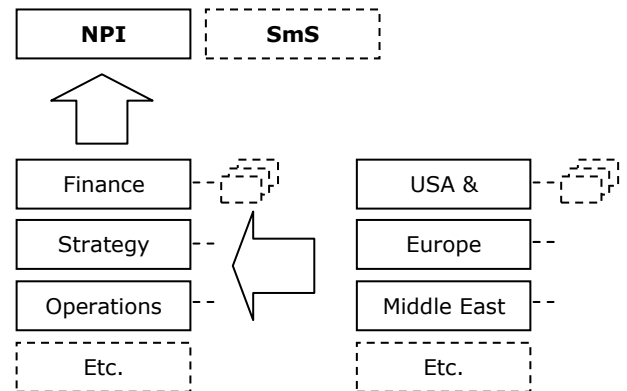 NPI SmS
Finance USA &
Strategy Europe
Operations Middle East
Etc. Etc.